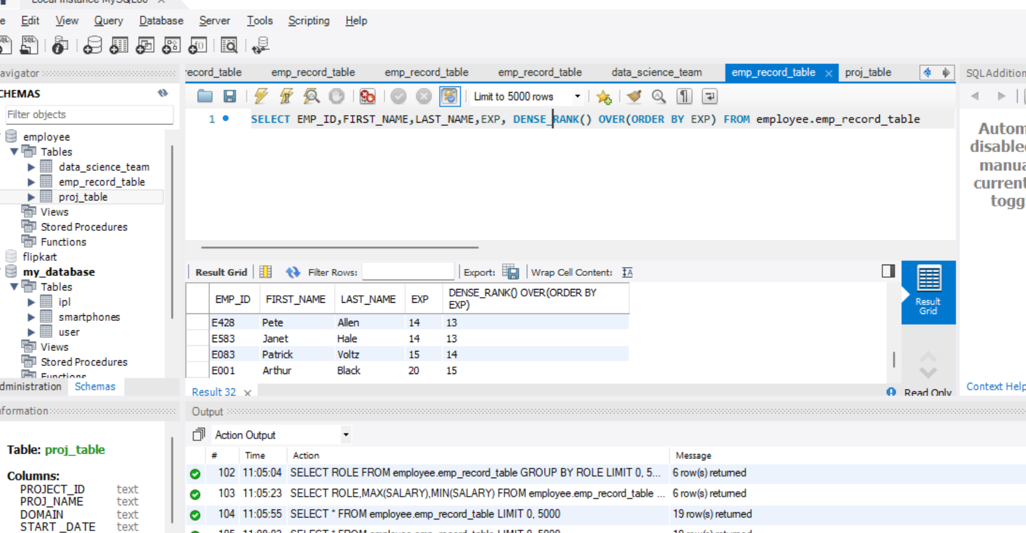 Local instance MySQL80
Edit View Query Database Server Tools Scripting Help
avigator
CHEMAS
Filter objects
employee
Tables
data_science_team
emp_record_table
proj_table
Views
Stored Procedures
Functions
flipkart
my_database
Tables
ipl
smartphones
user
Views
Stored Procedures
Functions
dministration Schemas
nformation
Table: proj_table
Columns:
PROJECT_ID text
PROJ_NAME text
DOMAIN text
START_DATE text
record_table emp_record_table emp_record_table emp_record_table data_science_team emp_record_table proj_table
Limit to 5000 rows
1 SELECT EMP_ID,FIRST_NAME,LAST_NAME,EXP, DENSE_RANK() OVER(ORDER BY EXP) FROM employee.emp_record_table
Result Grid Filter Rows: Export: Wrap Cell Content:
EMP_ID FIRST_NAME LAST_NAME EXP DENSE_RANK() OVER(ORDER BY
EXP)
E428 Pete Allen 14 13
E583 Janet Hale 14 13
E083 Patrick Voltz 15 14
E001 Arthur Black 20 15
Result
Grid
Result 32
Read Only
Output
Action Output
# Time Action Message
102 11:05:04 SELECT ROLE FROM employee.emp_record_table GROUP BY ROLE LIMIT 0, 5... 6 row(s) returned
103 11:05:23 SELECT ROLE,MAX(SALARY),MIN(SALARY) FROM employee.emp_record_table ... 6 row(s) returned
104 11:05:55 SELECT * FROM employee.emp_record_table LIMIT 0, 5000 19 row(s) returned
SQLAddition
Autom
disabled
manua
current
togg
Context Help